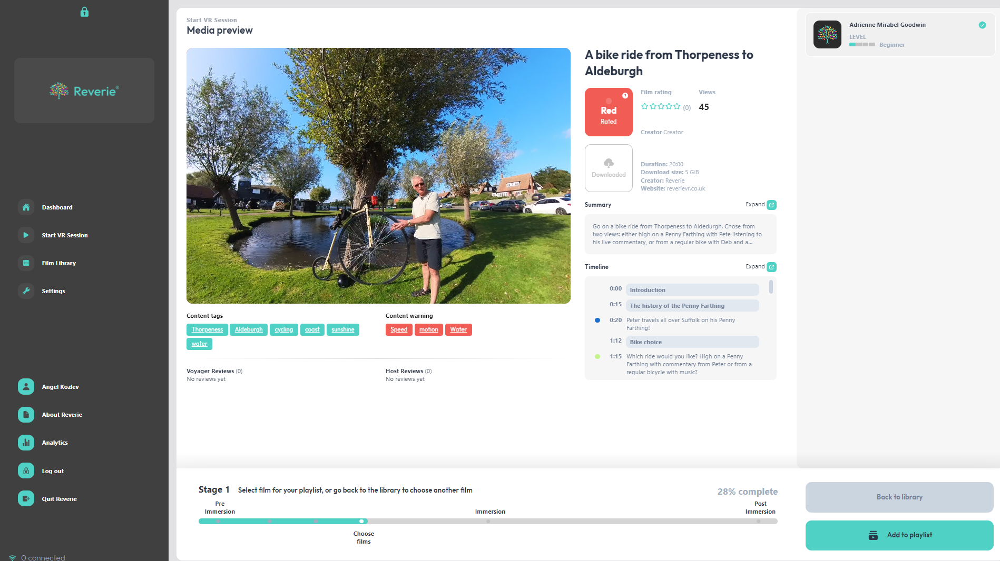 Reverie®
Dashboard
Start VR Session
Film Library
Settings
Angel Kozlev
About Reverie
Analytics
Log out
Quit Reverie
0 connected
Start VR Session
Media preview
Content tags
Thorpeness
Aldeburgh
cycling
coast
sunshine
water
Content warning
Speed
motion
Water
Voyager Reviews (0)
No reviews yet
Host Reviews (0)
No reviews yet
A bike ride from Thorpeness to
Aldeburgh
?
Red
Rated
Film rating
(0)
Views
45
Creator Creator
Downloaded
Duration: 20:00
Download size: 5 GiB
Creator: Reverie
Website: reverievr.co.uk
Summary
Expand
Go on a bike ride from Thorpeness to Aldedurgh. Chose from
two views: either high on a Penny Farthing with Pete listening to
his live commentary, or from a regular bike with Deb and a...
Timeline
Expand
0:00 Introduction
0:15 The history of the Penny Farthing
0:20 Peter travels all over Suffolk on his Penny
Farthing!
1:12 Bike choice
1:15 Which ride would you like? High on a Penny
Farthing with commentary from Peter or from a
regular bicycle with music?
Adrienne Mirabel Goodwin
LEVEL
Beginner
Stage 1 Select film for your playlist, or go back to the library to choose another film
28% complete
Pre
Immersion
Immersion
Post
Immersion
Choose
films
Back to library
Add to playlist